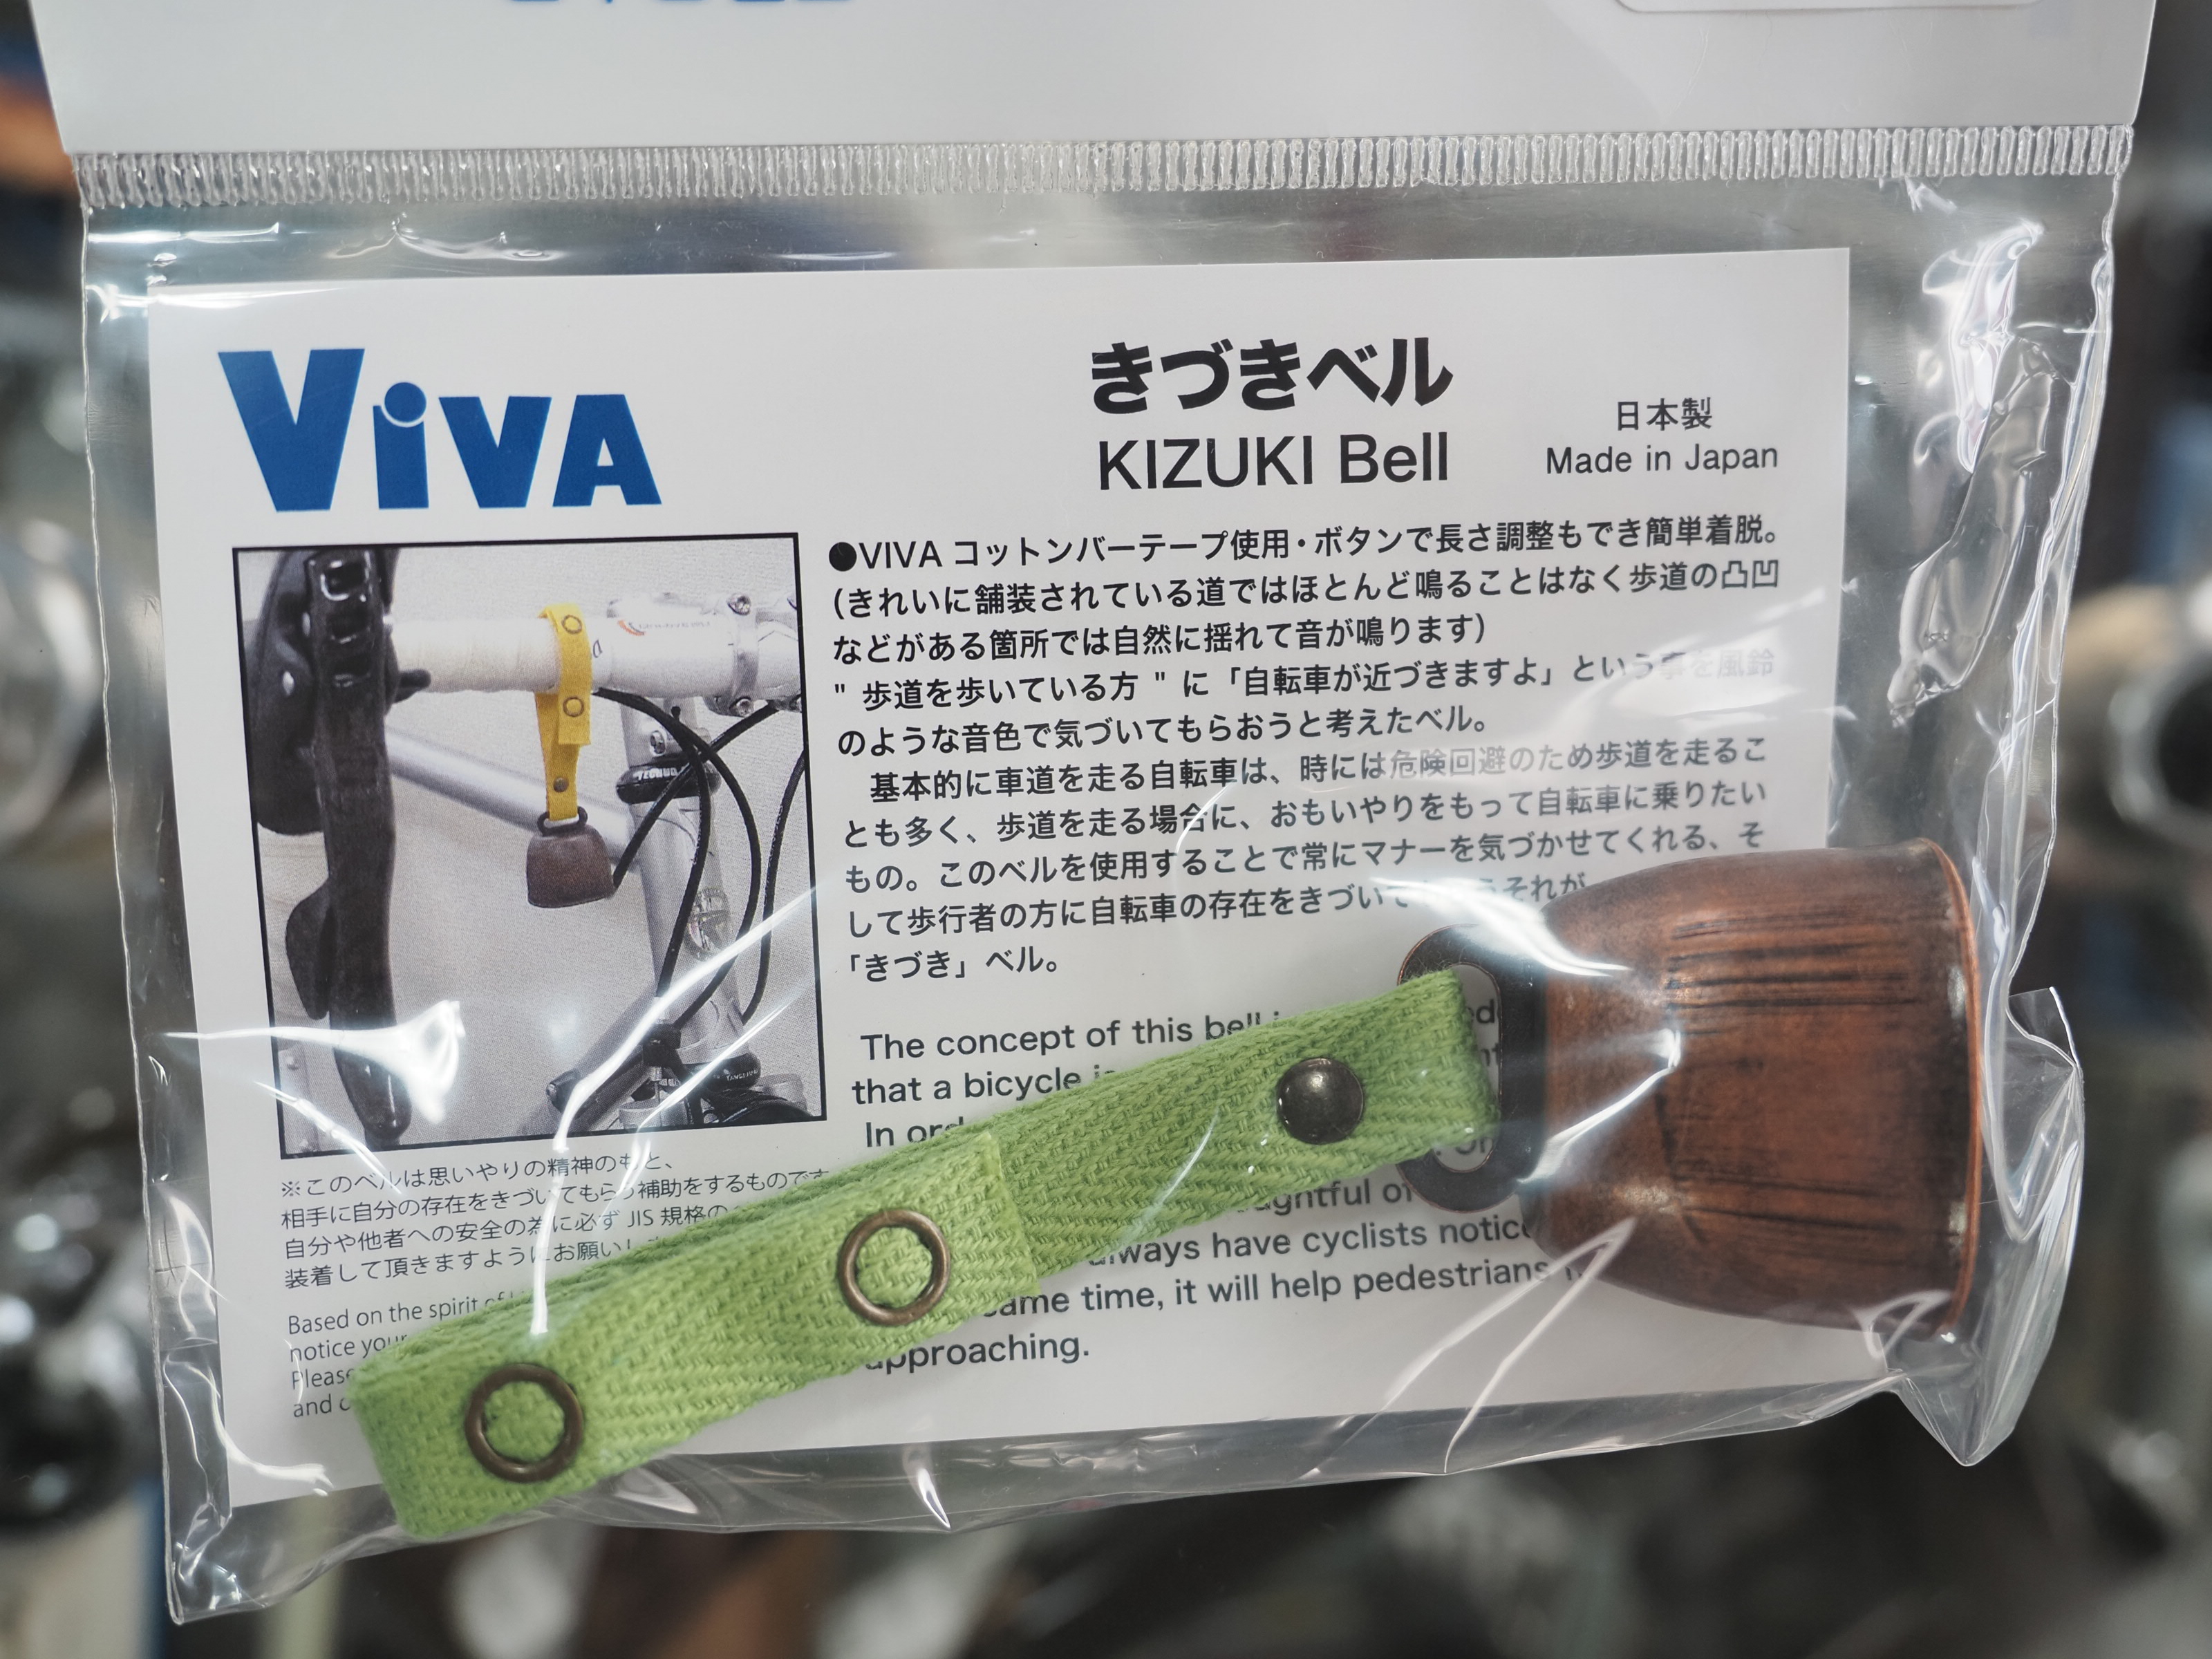 ViVA
きづきベル
KIZUKI Bell
日本製
Made in Japan
●VIVA コットンバーテープ使用・ボタンで長さ調整もでき簡単着脱。
(きれいに舗装されている道ではほとんど鳴ることはなく歩道の凸凹
などがある箇所では自然に揺れて音が鳴ります)
" 歩道を歩いている方 " に「自転車が近づきますよ」という事を風鈴
のような音色で気づいてもらおうと考えたベル。
基本的に車道を走る自転車は、時には危険回避のため歩道を走るこ
とも多く、歩道を走る場合に、おもいやりをもって自転車に乗りたい
もの。このベルを使用することで常にマナーを気づかせてくれる、そ
して歩行者の方に自転車の存在をきづいて それが
「きづき」ベル。
The concept of this bell
that a bicycle
In
always have cyclists notice
same time, it will help pedestrians
approaching.
※このベルは思いやりの精神のもと、
相手に自分の存在をきづいてもらう補助をするものです
自分や他者への安全の為に必ず JIS 規格の
装着して頂きますようにお願い
Based on the spirit of
notice your
Please
and